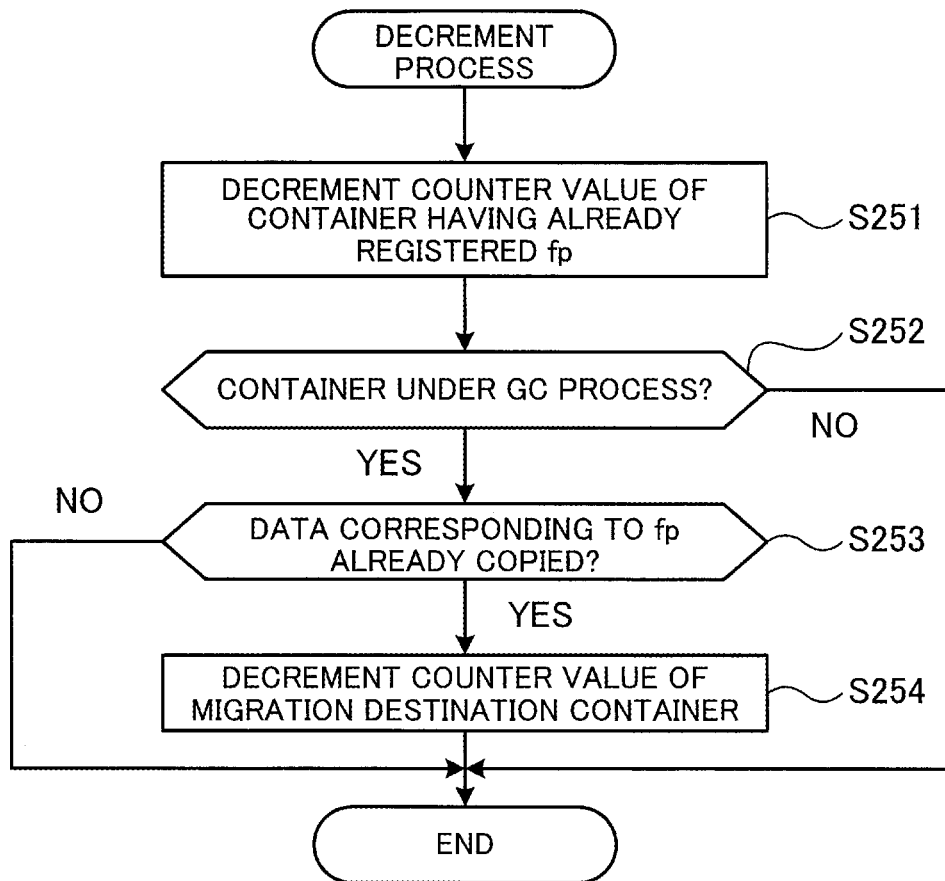 DECREMENT
PROCESS
DECREMENT COUNTER VALUE OF
CONTAINER HAVING ALREADY
REGISTERED fp
S251
S252
CONTAINER UNDER GC PROCESS?
NO
YES
NO
DATA CORRESPONDING TO fp
ALREADY COPIED?
S253
YES
DECREMENT COUNTER VALUE OF
MIGRATION DESTINATION CONTAINER
S254
END